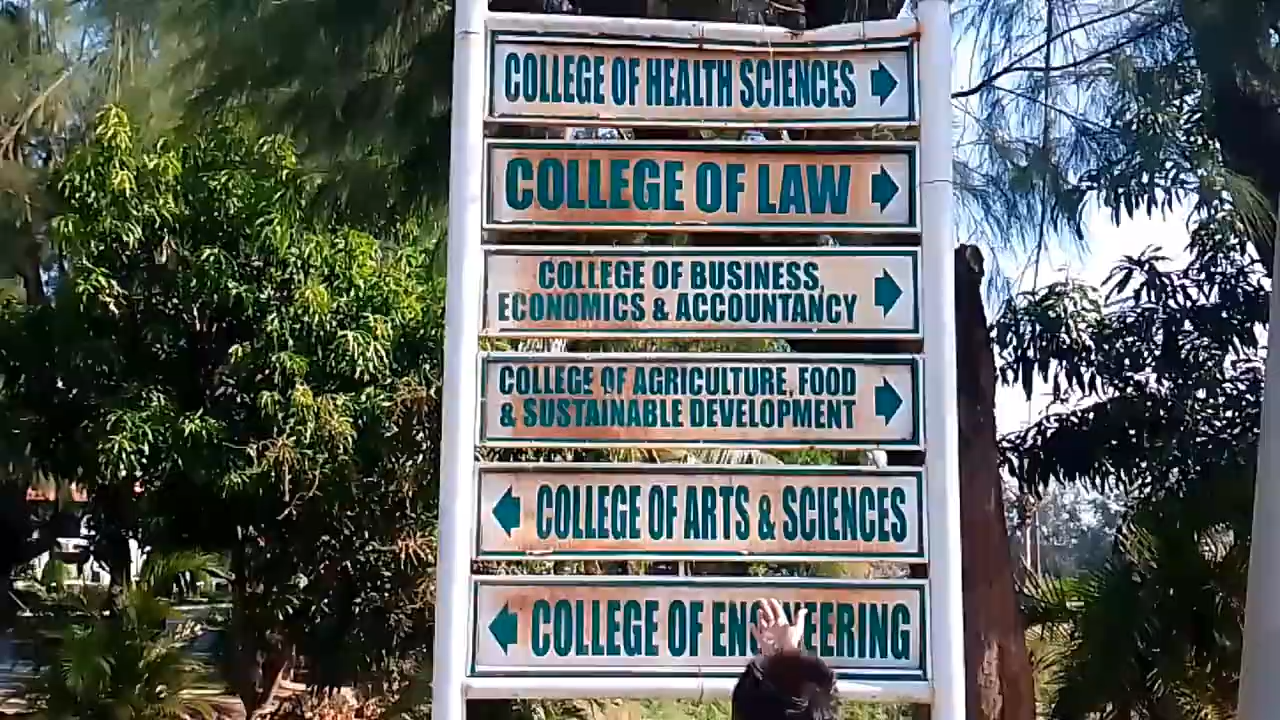 COLLEGE OF HEALTH SCIENCES
COLLEGE OF LAW
COLLEGE OF BUSINESS,
ECONOMICS & ACCOUNTANCY
COLLEGE OF AGRICULTURE, FOOD
& SUSTAINABLE DEVELOPMENT
COLLEGE OF ARTS & SCIENCES
COLLEGE OF ENGINEERING